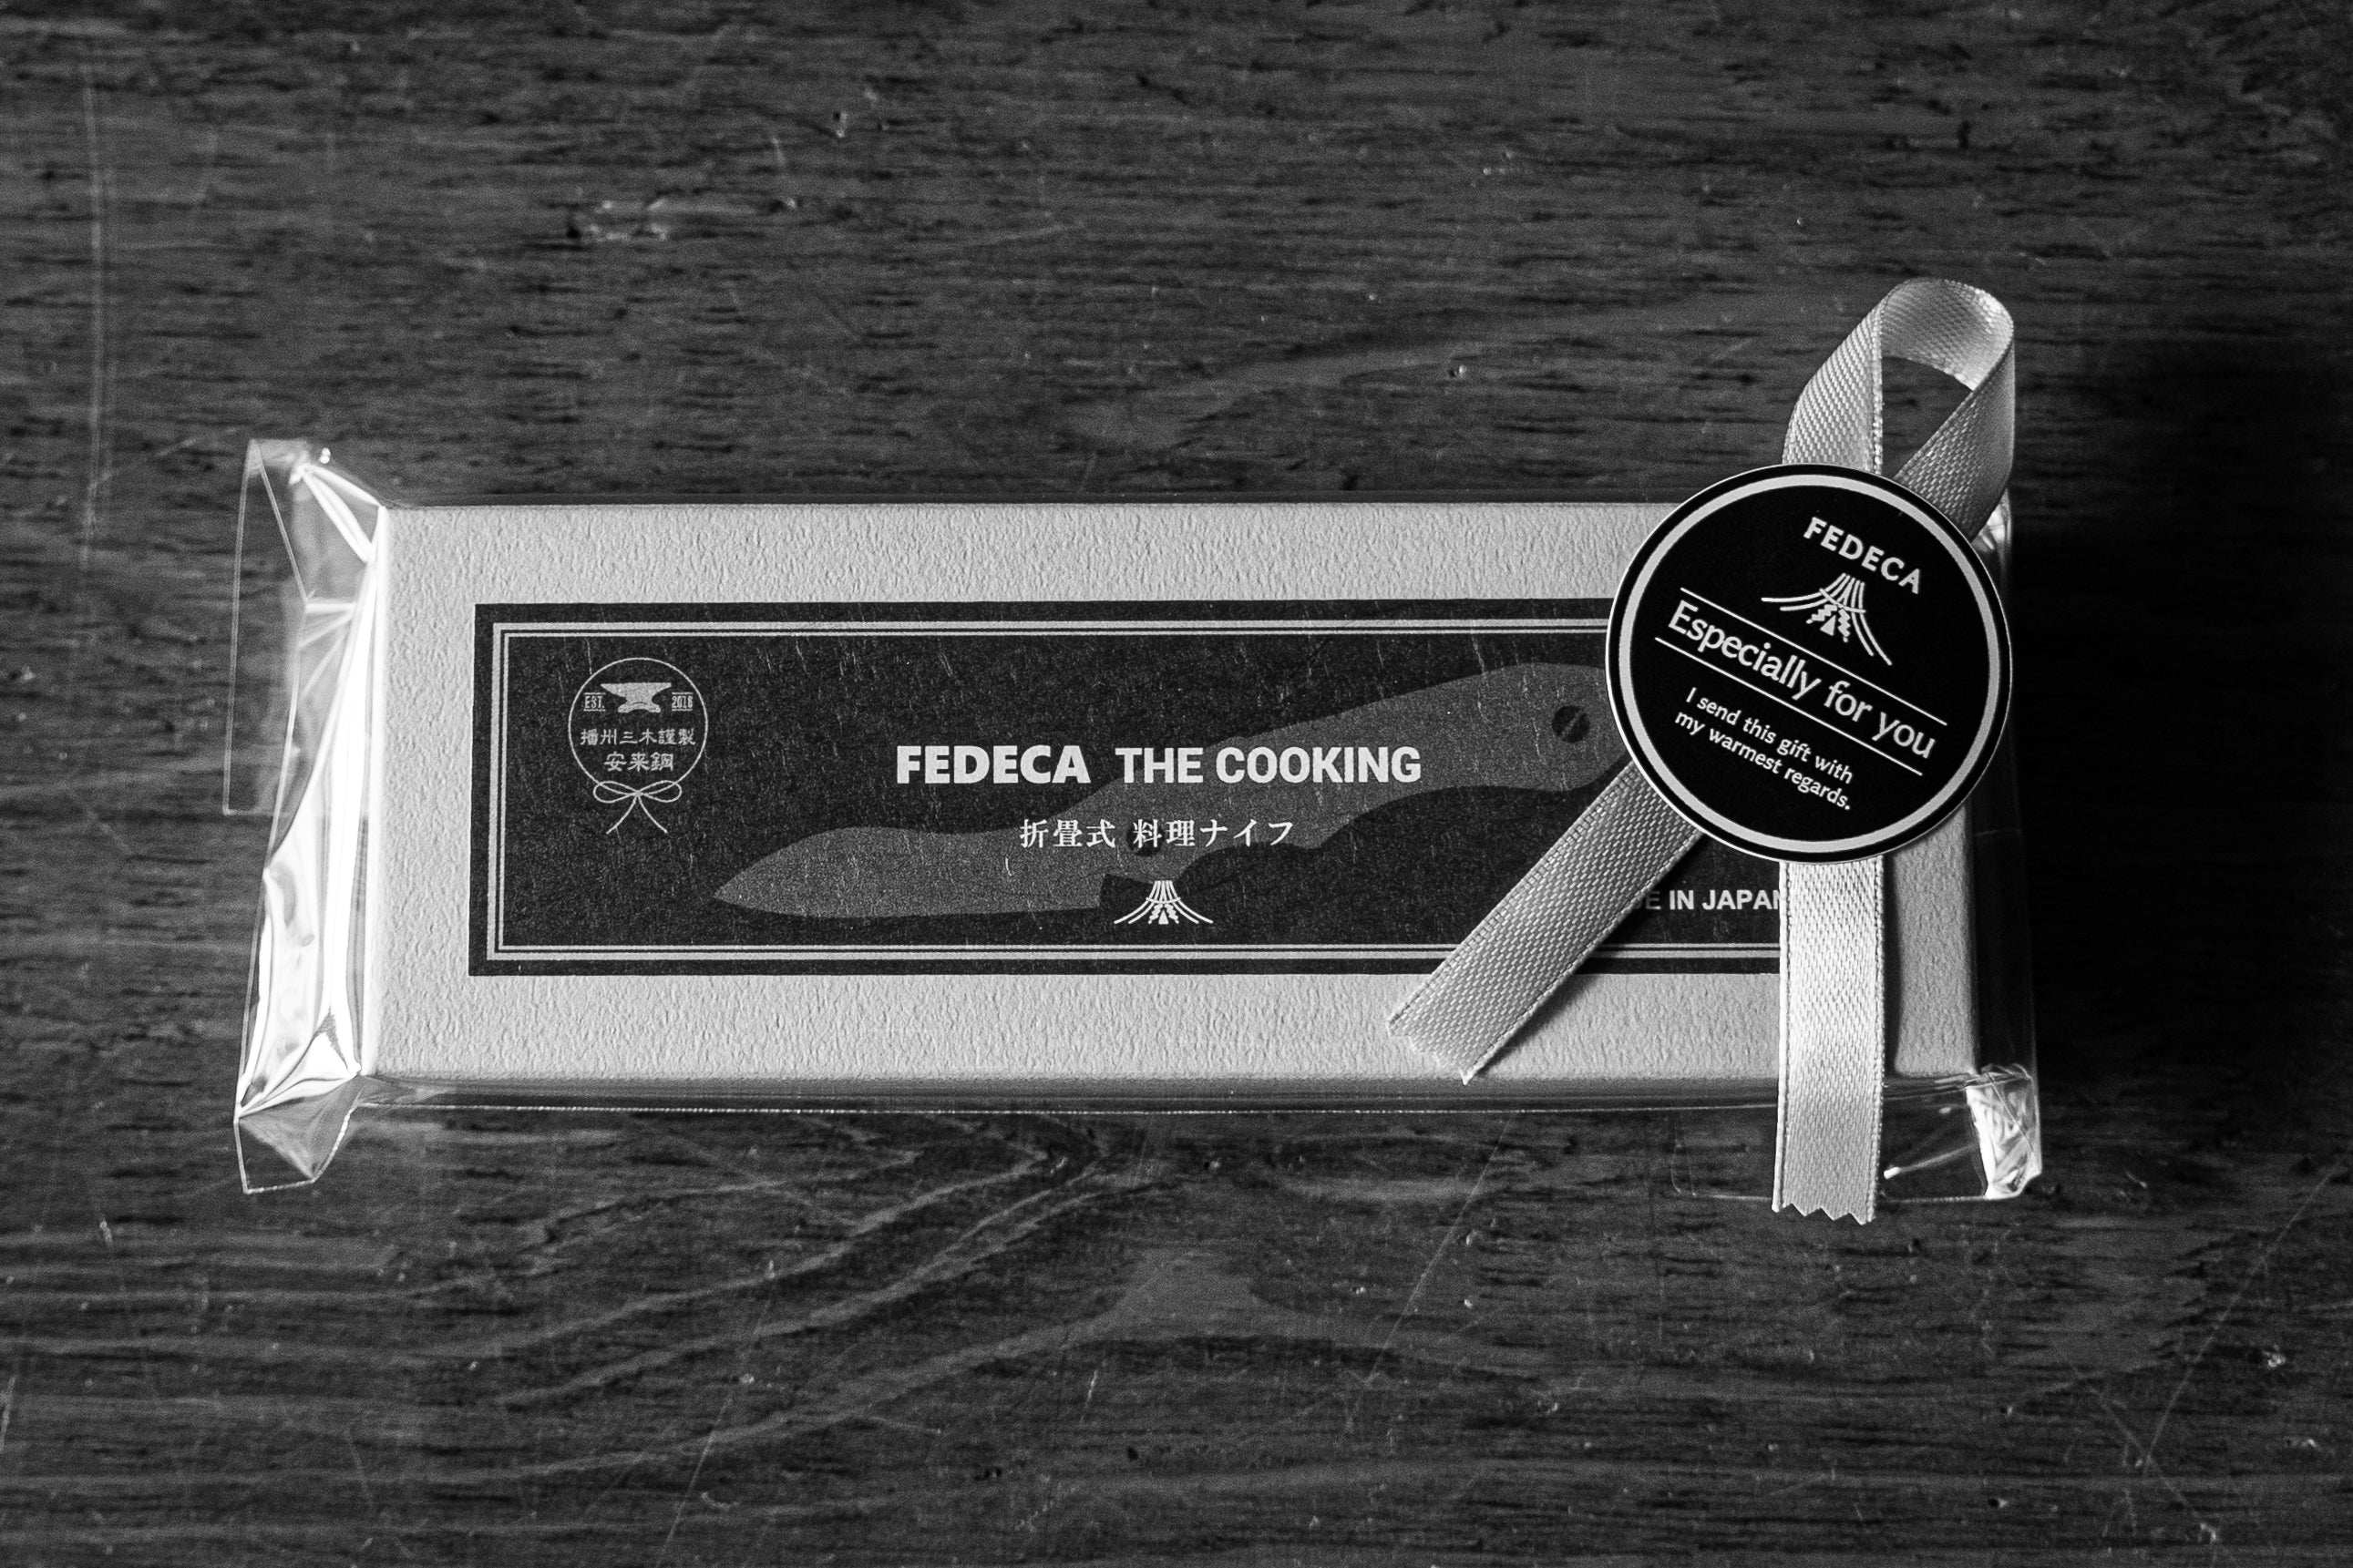 EST. 2018
播州三木謹製
安来鋼
FEDECA THE COOKING
折畳式 料理ナイフ
IN JAPAN
FEDECA
Especially for you
I send this gift with
my warmest regards.